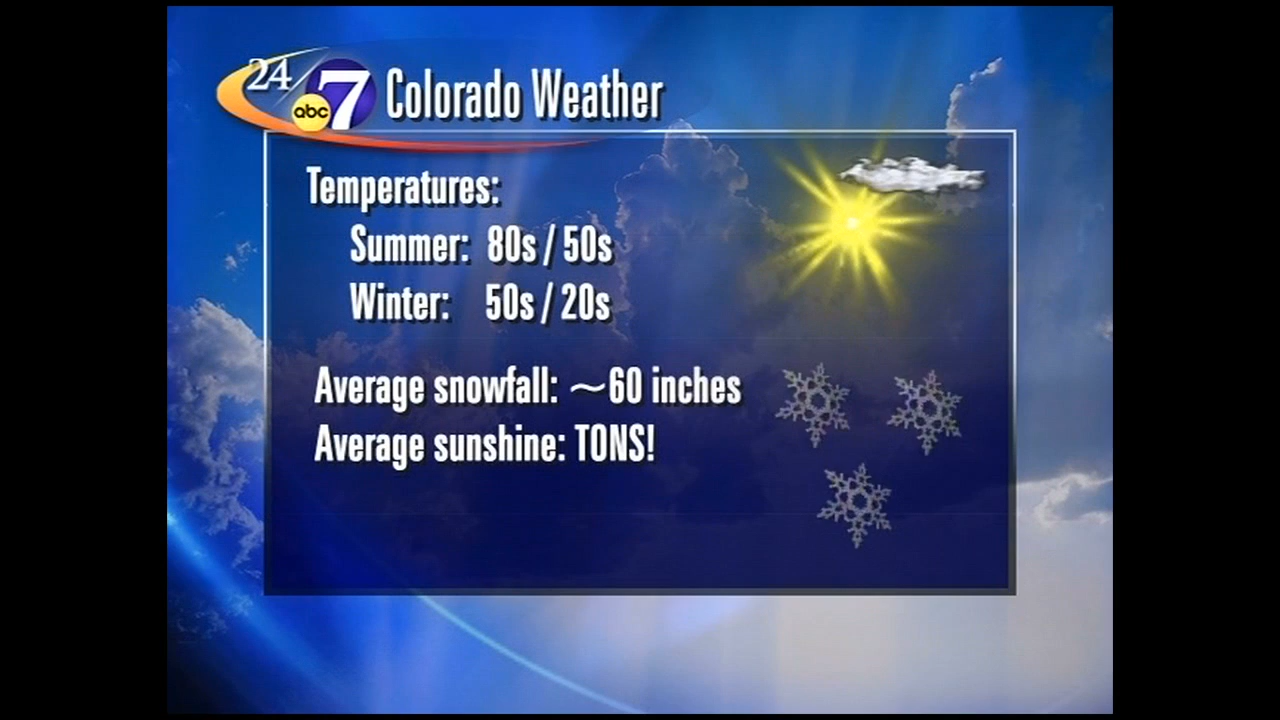 24/7
abc
Colorado Weather
Temperatures:
Summer: 80s / 50s
Winter: 50s / 20s
Average snowfall: ~60 inches
Average sunshine: TONS!